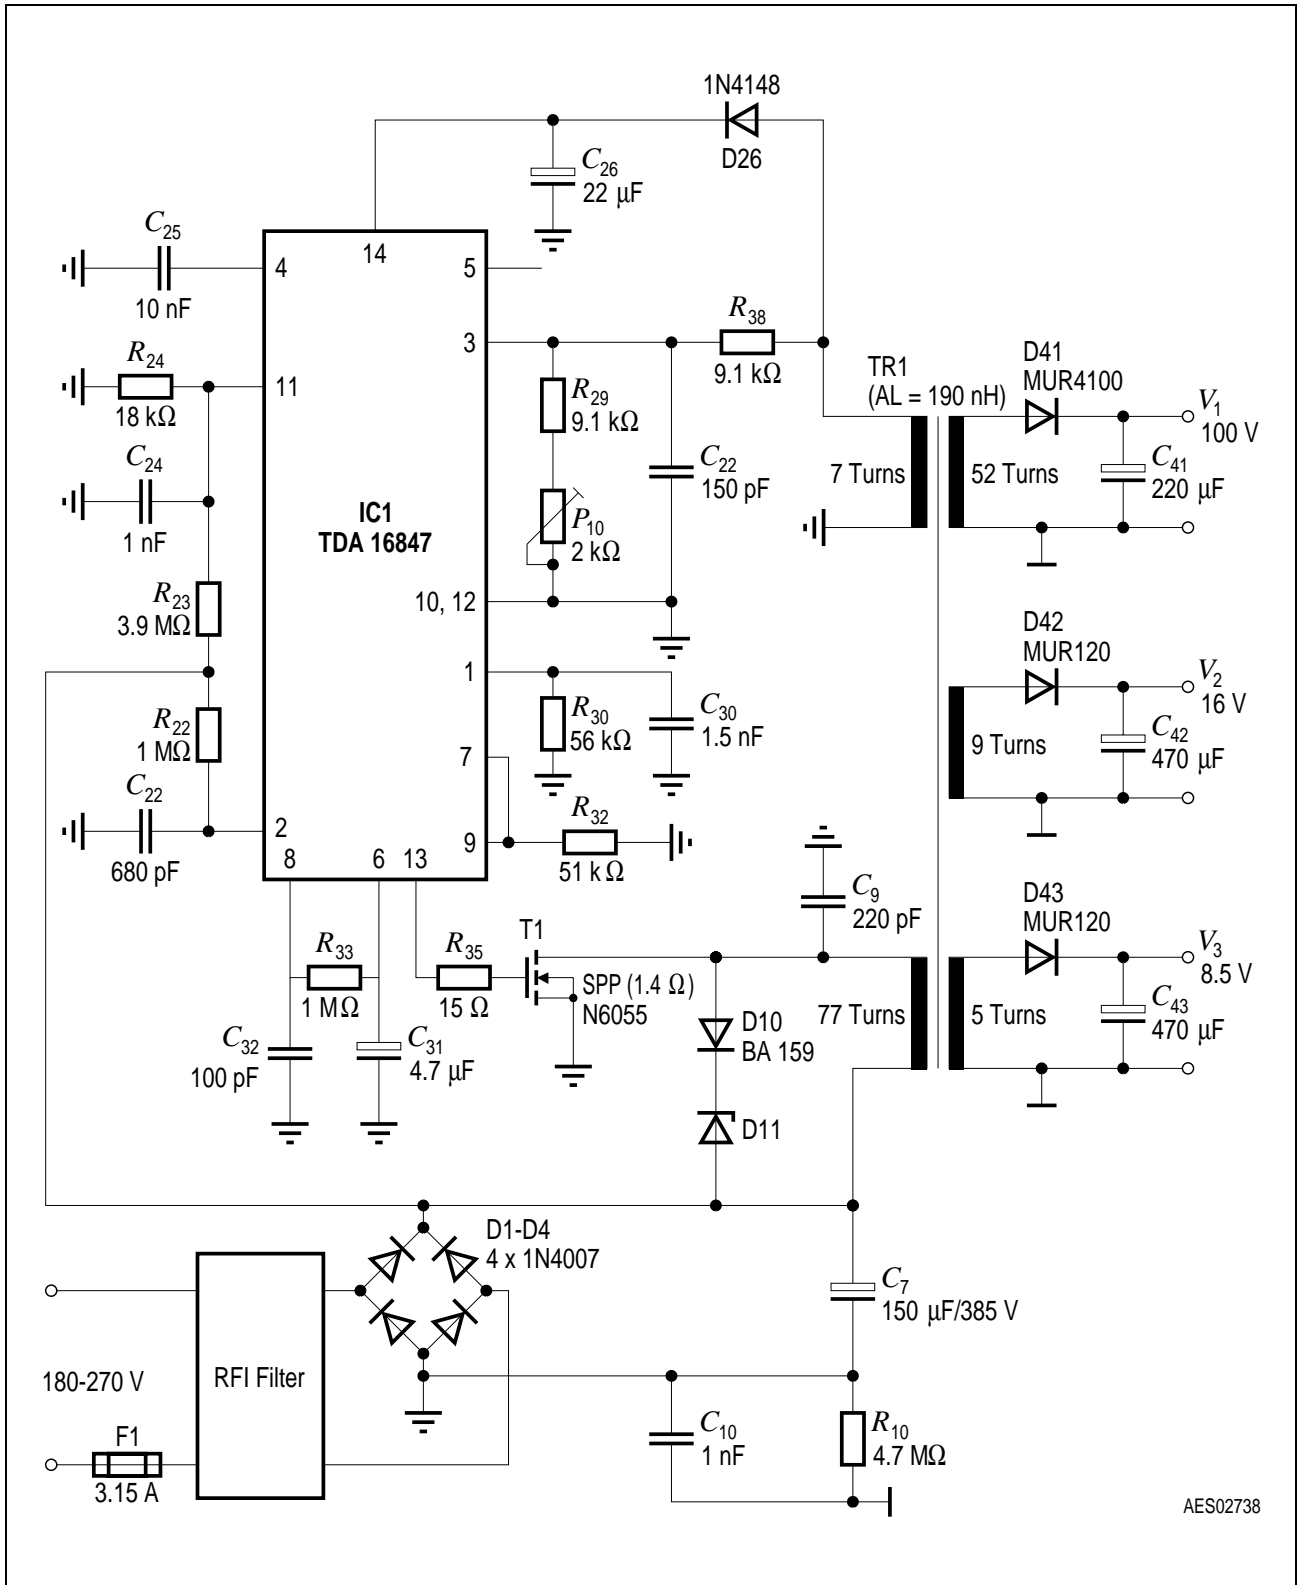 1N4148
D26
C26
22 µF
C25
10 nF
14
4
5
3
R38
9.1 kΩ
R24
18 kΩ
11
R29
9.1 kΩ
C22
150 pF
TR1
(AL = 190 nH)
D41
MUR4100
V1
100 V
7 Turns
52 Turns
C41
220 µF
C24
1 nF
IC1
TDA 16847
P10
2 kΩ
R23
3.9 MΩ
10, 12
D42
MUR120
V2
16 V
9 Turns
C42
470 µF
1
R30
56 kΩ
C30
1.5 nF
R22
1 MΩ
7
C22
680 pF
2
9
R32
51 k Ω
8
6
13
C9
220 pF
D43
MUR120
V3
8.5 V
77 Turns
5 Turns
C43
470 µF
R33
1 MΩ
R35
15 Ω
T1
SPP (1.4 Ω)
N6055
C32
100 pF
C31
4.7 µF
D10
BA 159
D11
D1-D4
4 x 1N4007
C7
150 µF/385 V
180-270 V
RFI Filter
F1
3.15 A
C10
1 nF
R10
4.7 MΩ
AES02738